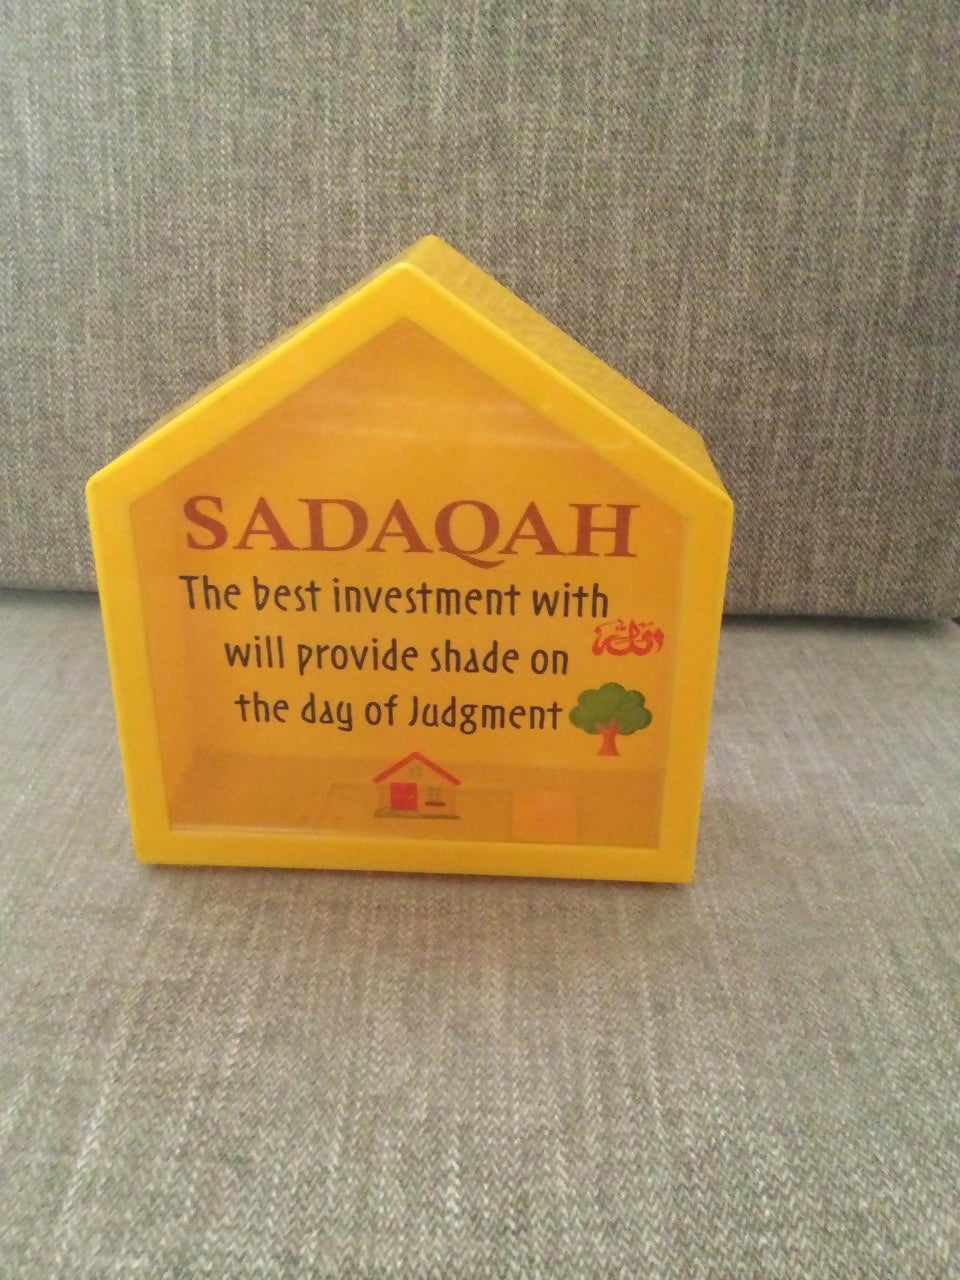 SADAQAH
The best investment with
will provide shade on
the day of Judgment